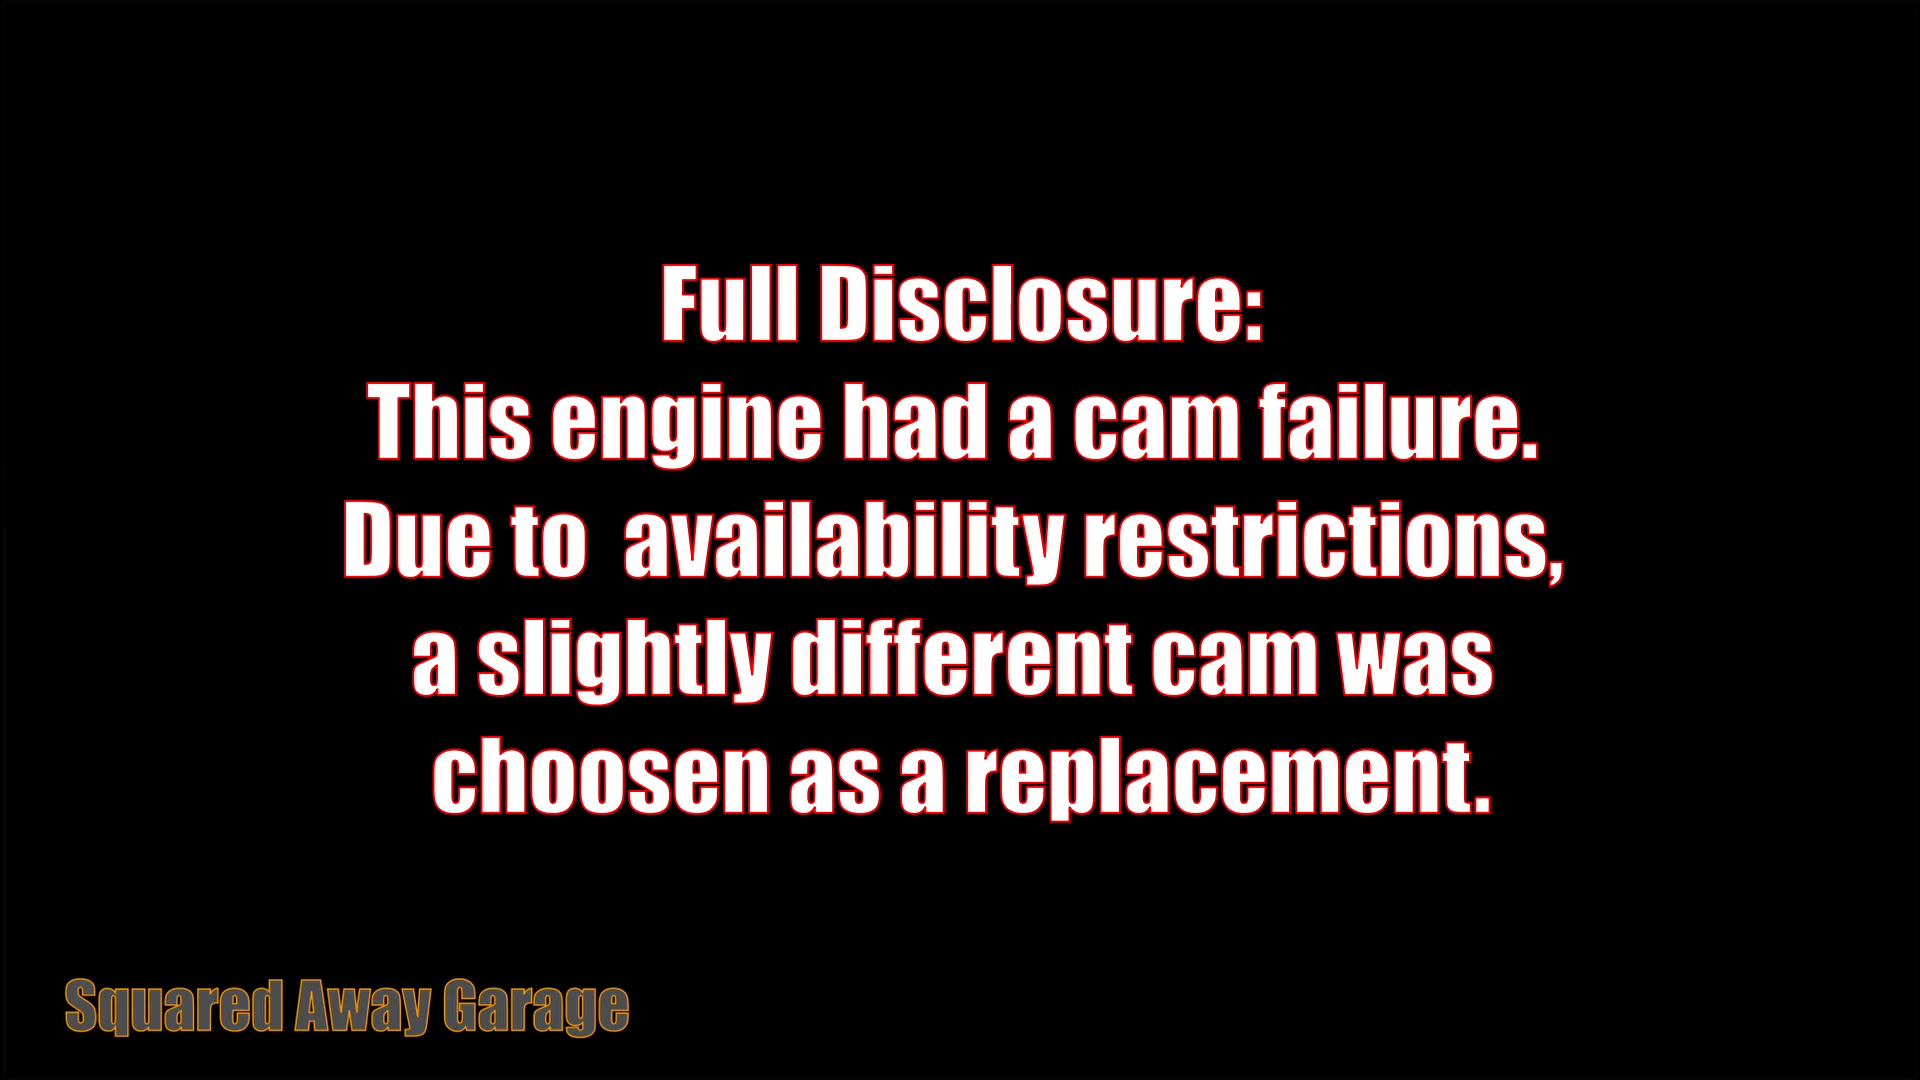 Full Disclosure:
This engine had a cam failure.
Due to  availability restrictions,
a slightly different cam was
choosen as a replacement.
Squared Away Garage